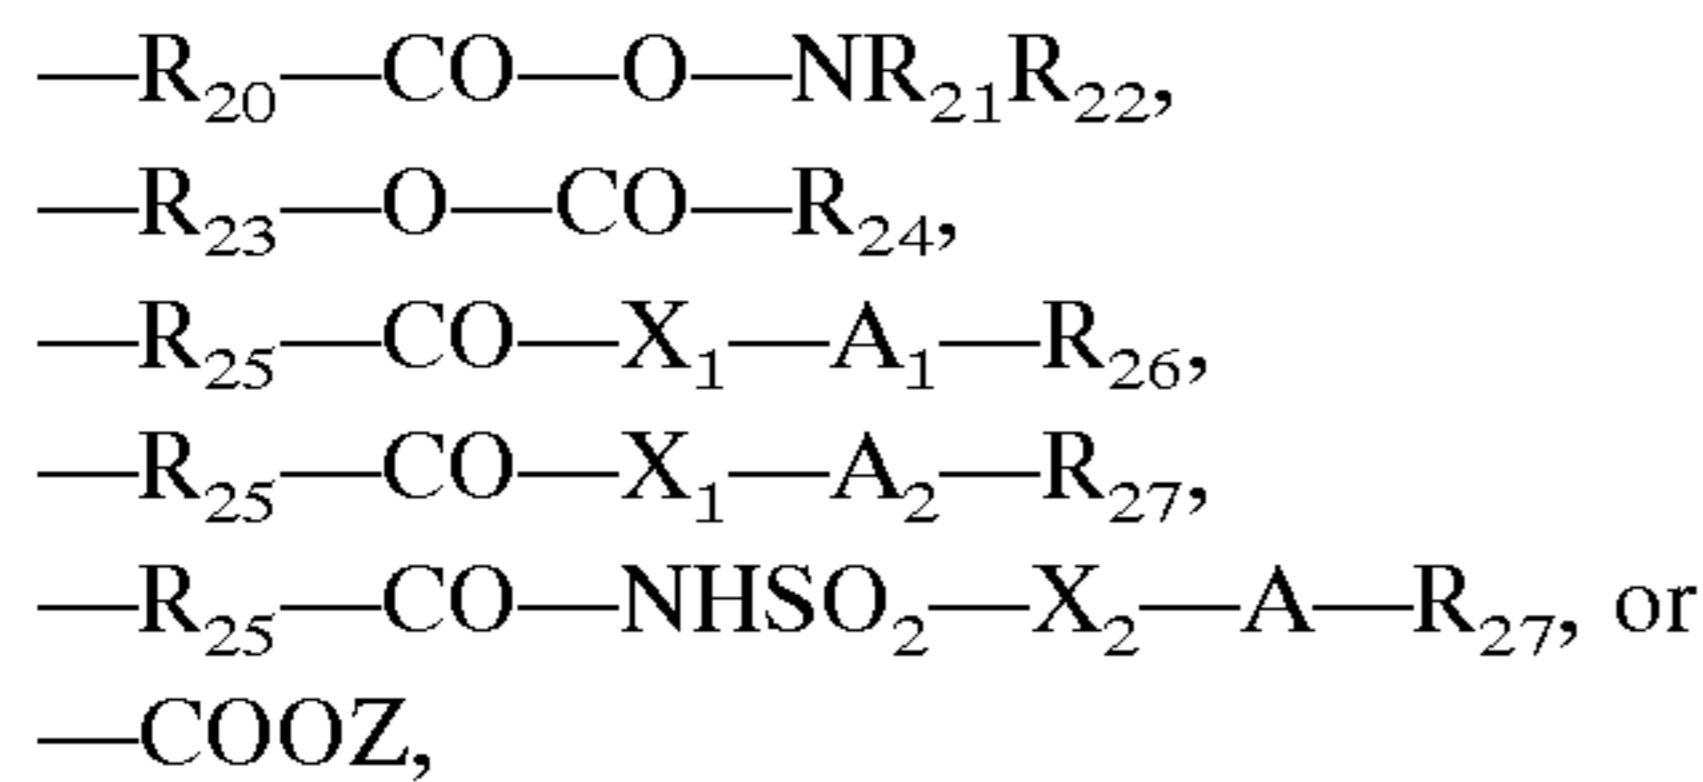 —R₂₀—CO—O—NR₂₁R₂₂,
—R₂₃—O—CO—R₂₄,
—R₂₅—CO—X₁—A₁—R₂₆,
—R₂₅—CO—X₁—A₂—R₂₇,
—R₂₅—CO—NHSO₂—X₂—A—R₂₇, or
—COOZ,